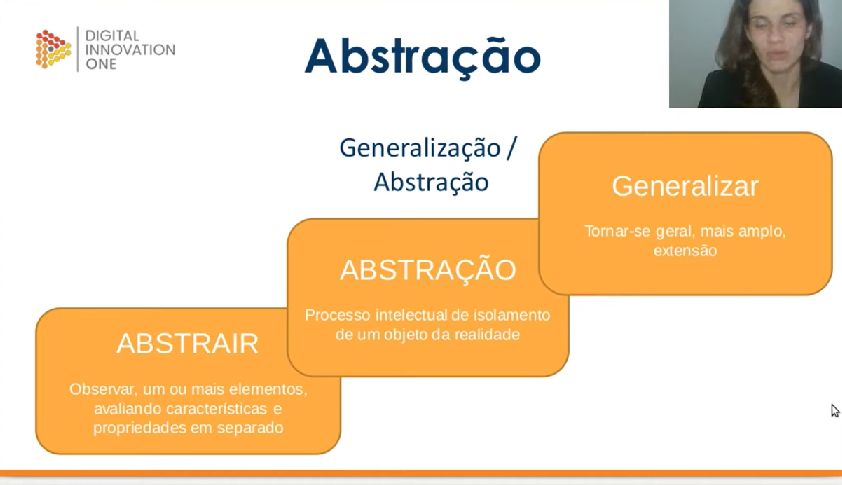 DIGITAL
INNOVATION
ONE
Abstração
Generalização /
Abstração
Generalizar
Tornar-se geral, mais amplo,
extensão
ABSTRAÇÃO
Processo intelectual de isolamento
de um objeto da realidade
ABSTRAIR
Observar, um ou mais elementos,
avaliando características e
propriedades em separado